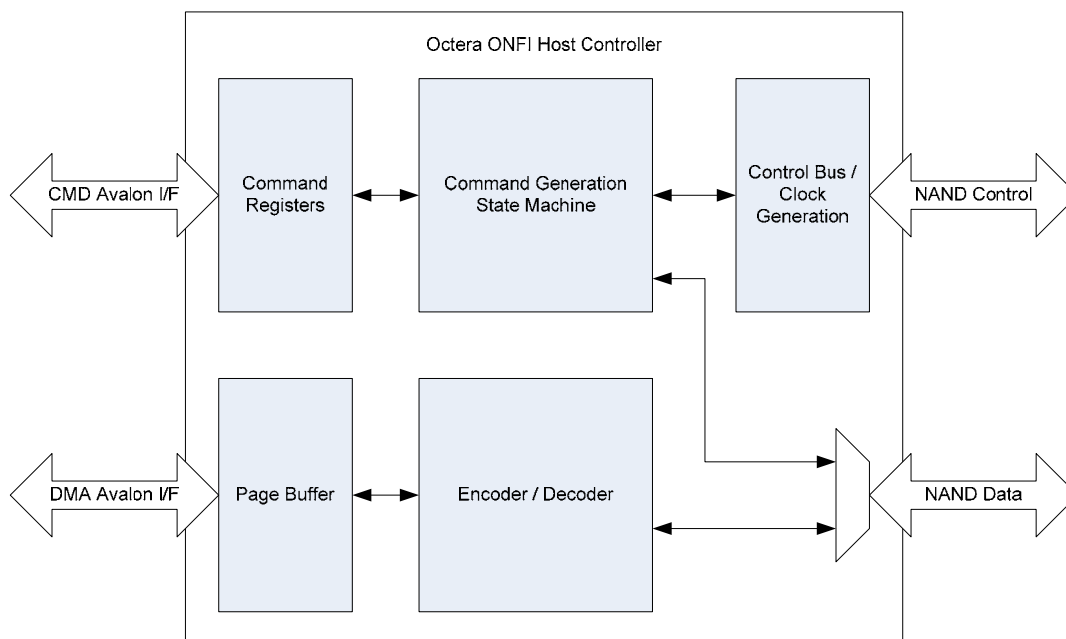 Octera ONFI Host Controller
CMD Avalon I/F
Command
Registers
Command Generation
State Machine
Control Bus /
Clock
Generation
NAND Control
DMA Avalon I/F
Page Buffer
Encoder / Decoder
NAND Data